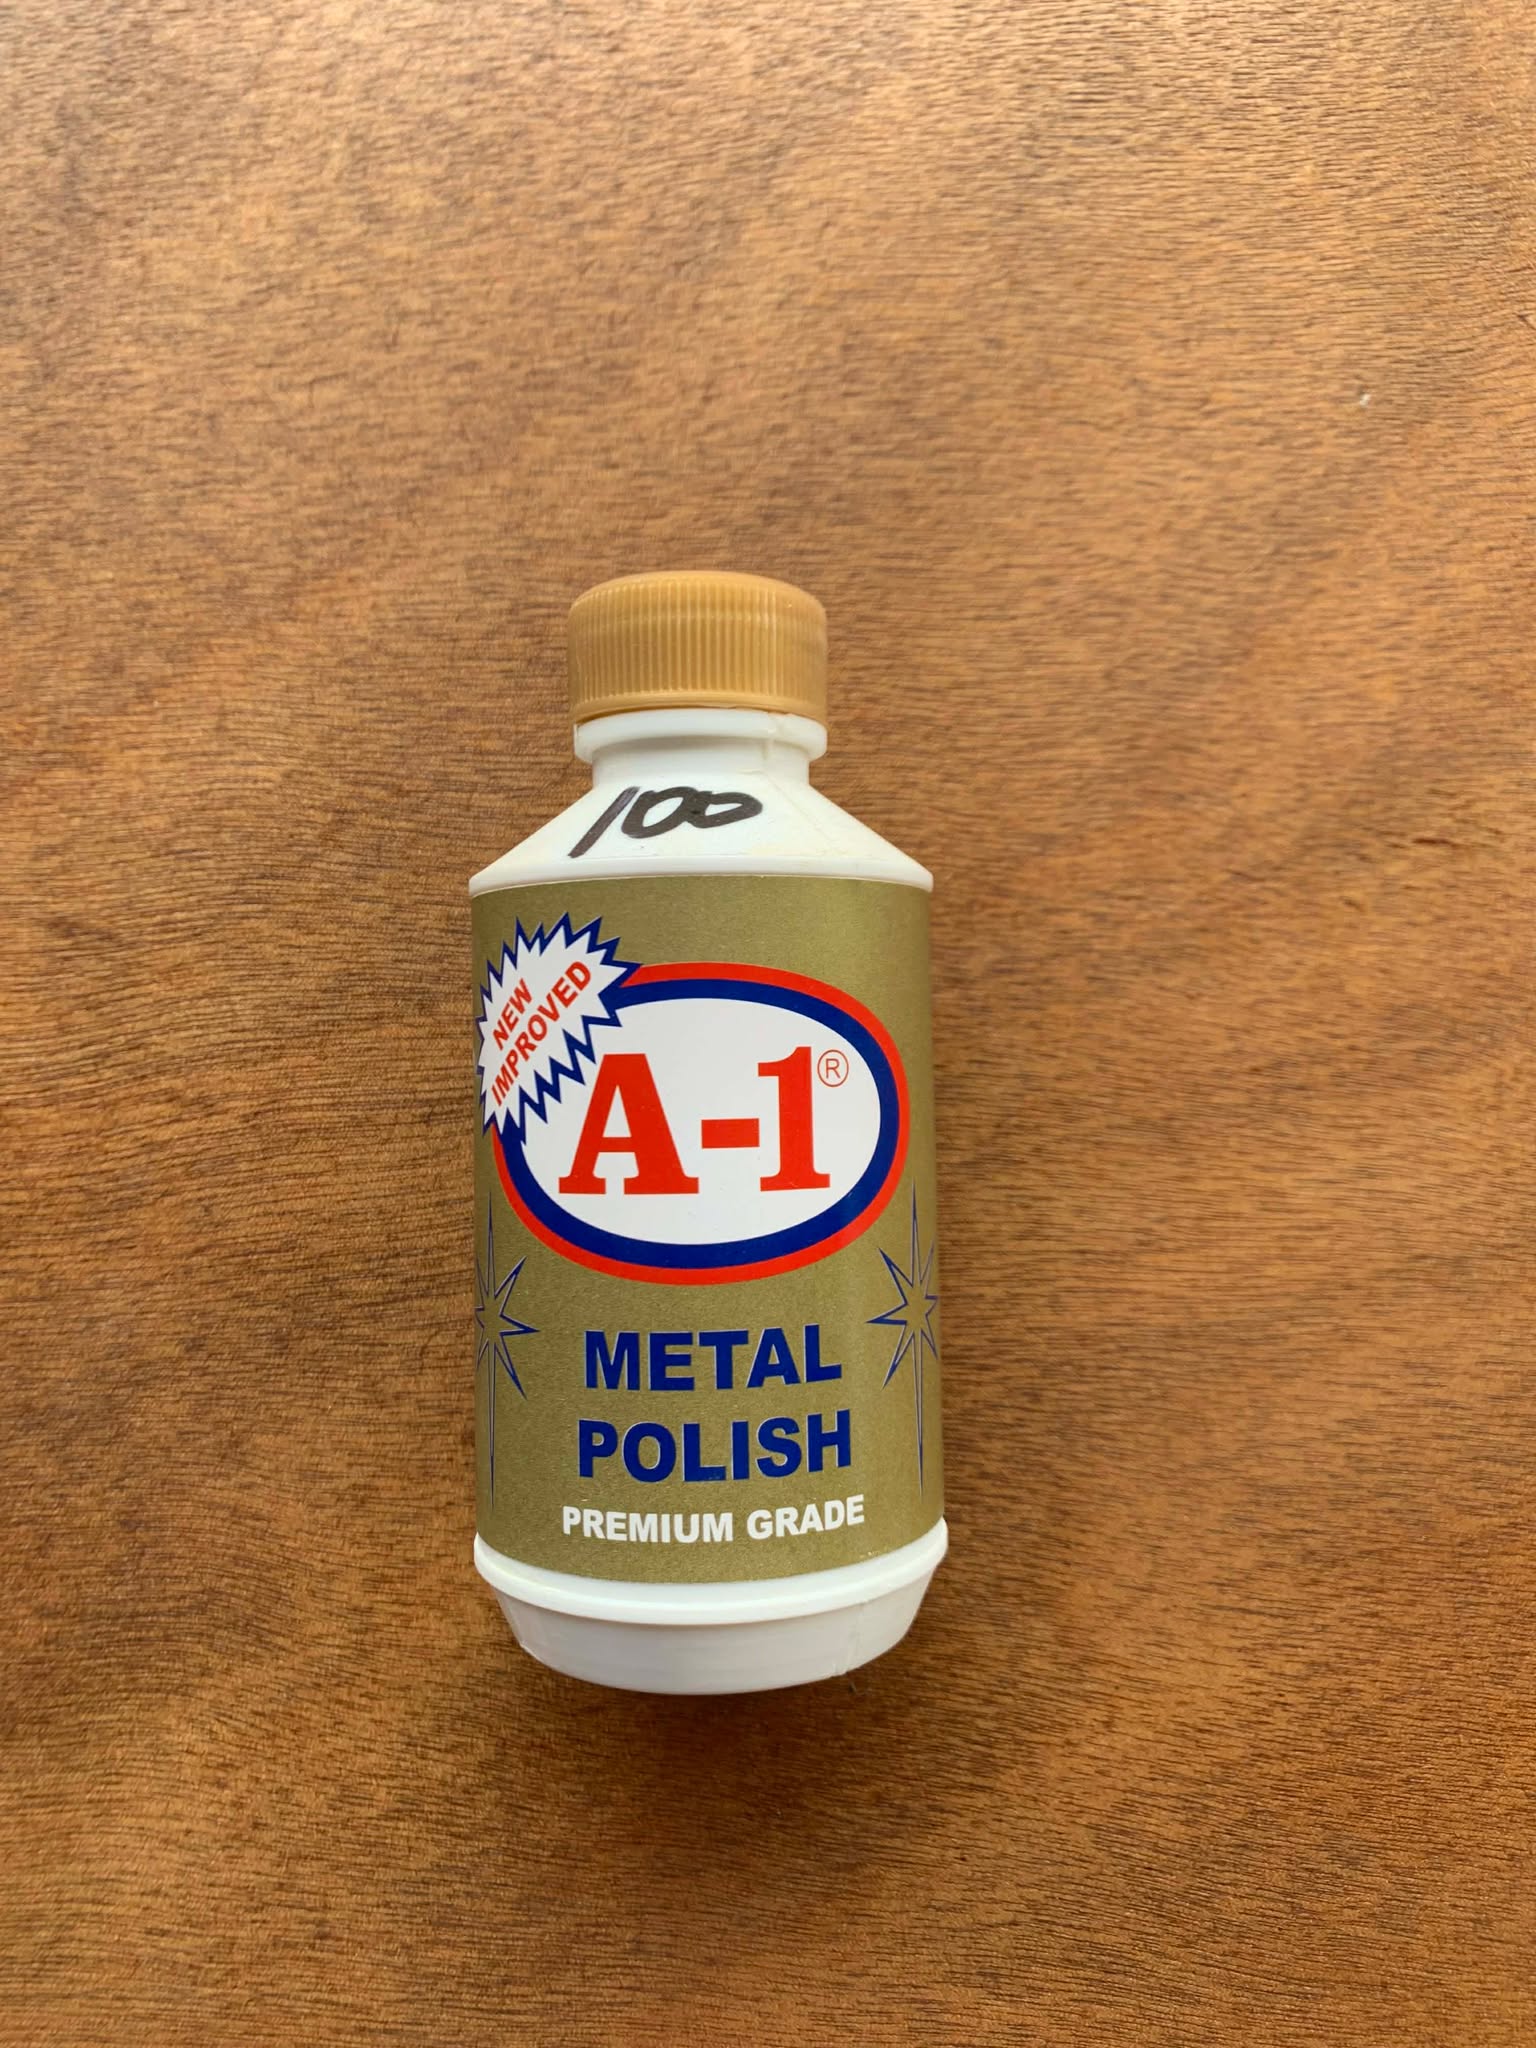 100
NEW
IMPROVED
A-1®
METAL
POLISH
PREMIUM GRADE